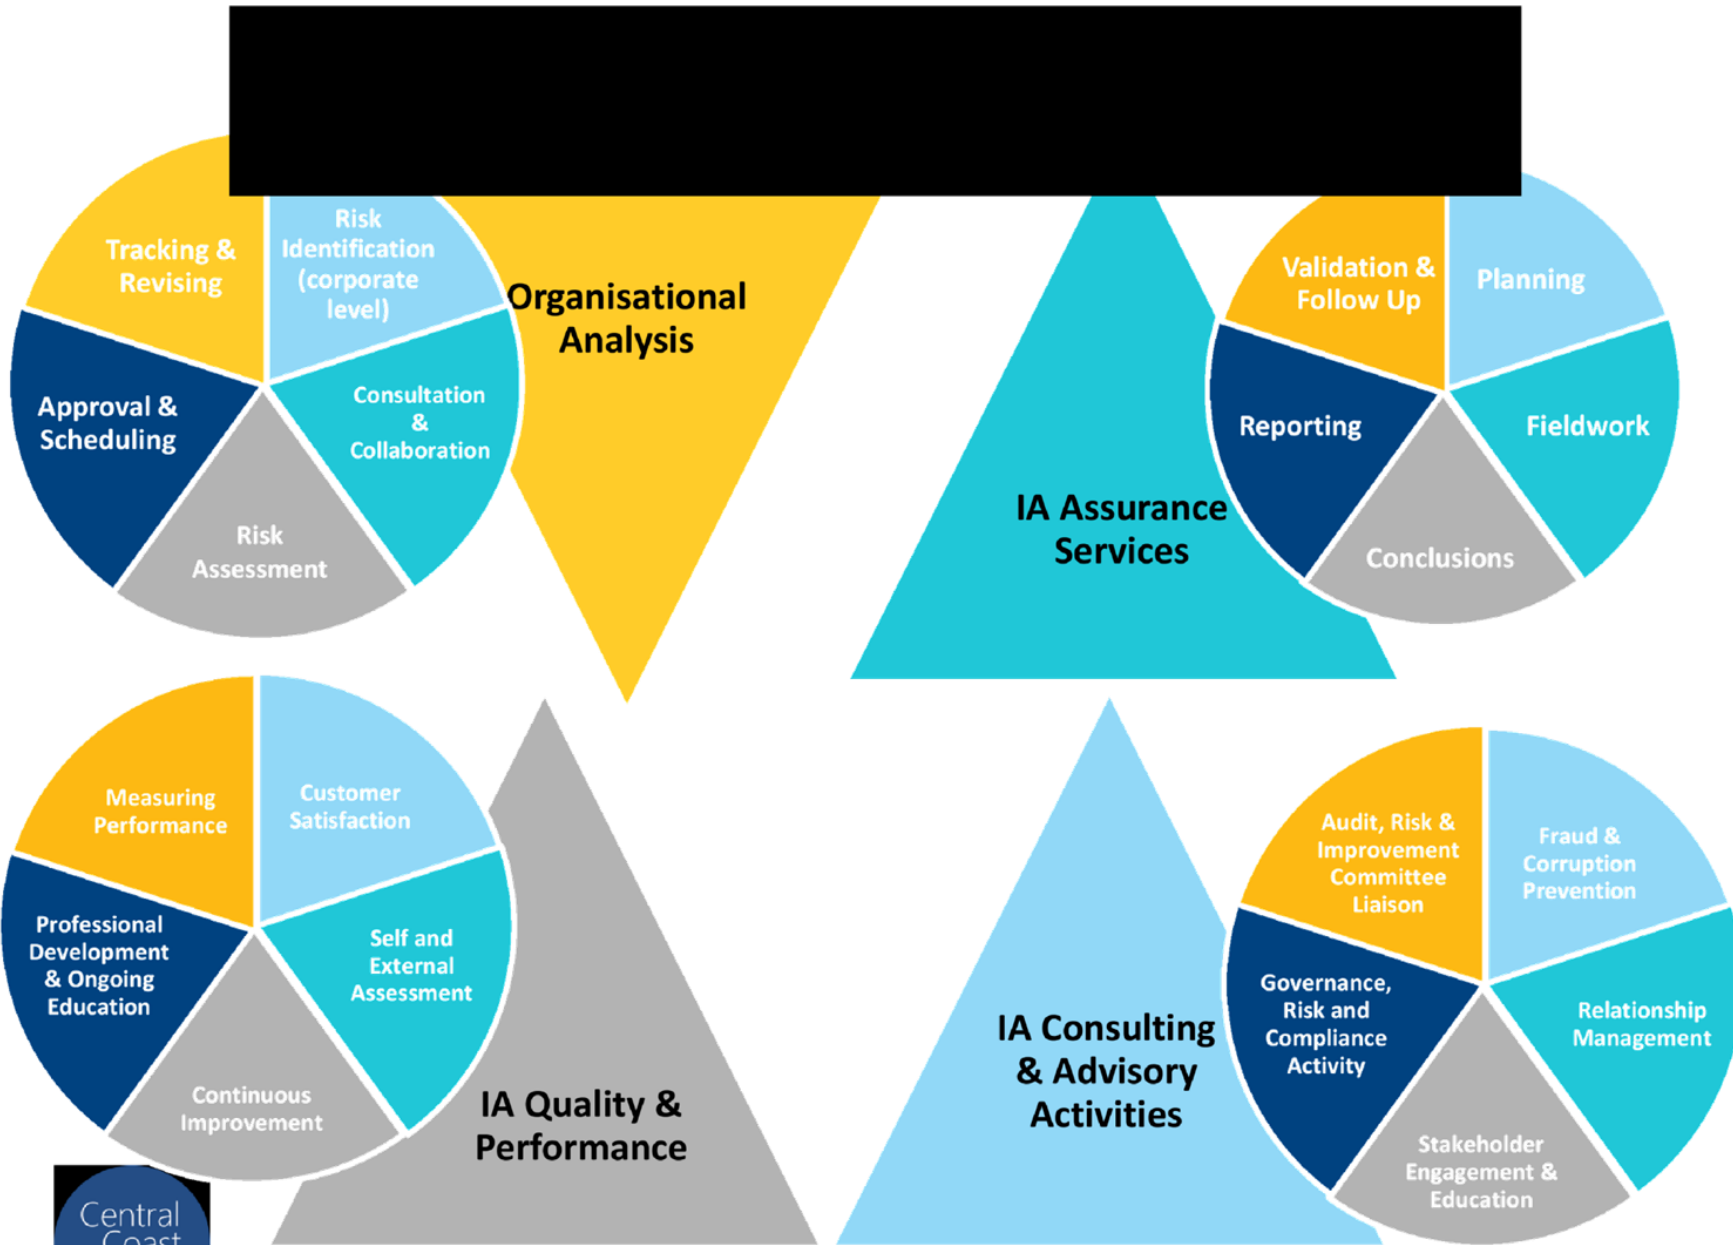 Tracking &
Revising
Risk
Identification
(corporate
level)
Consultation
&
Collaboration
Risk
Assessment
Approval &
Scheduling
Organisational
Analysis
IA Assurance
Services
Validation &
Follow Up
Planning
Fieldwork
Conclusions
Reporting
Measuring
Performance
Customer
Satisfaction
Self and
External
Assessment
Continuous
Improvement
Professional
Development
& Ongoing
Education
IA Quality &
Performance
IA Consulting
& Advisory
Activities
Audit, Risk &
Improvement
Committee
Liaison
Fraud &
Corruption
Prevention
Relationship
Management
Stakeholder
Engagement &
Education
Governance,
Risk and
Compliance
Activity
Central
Coast